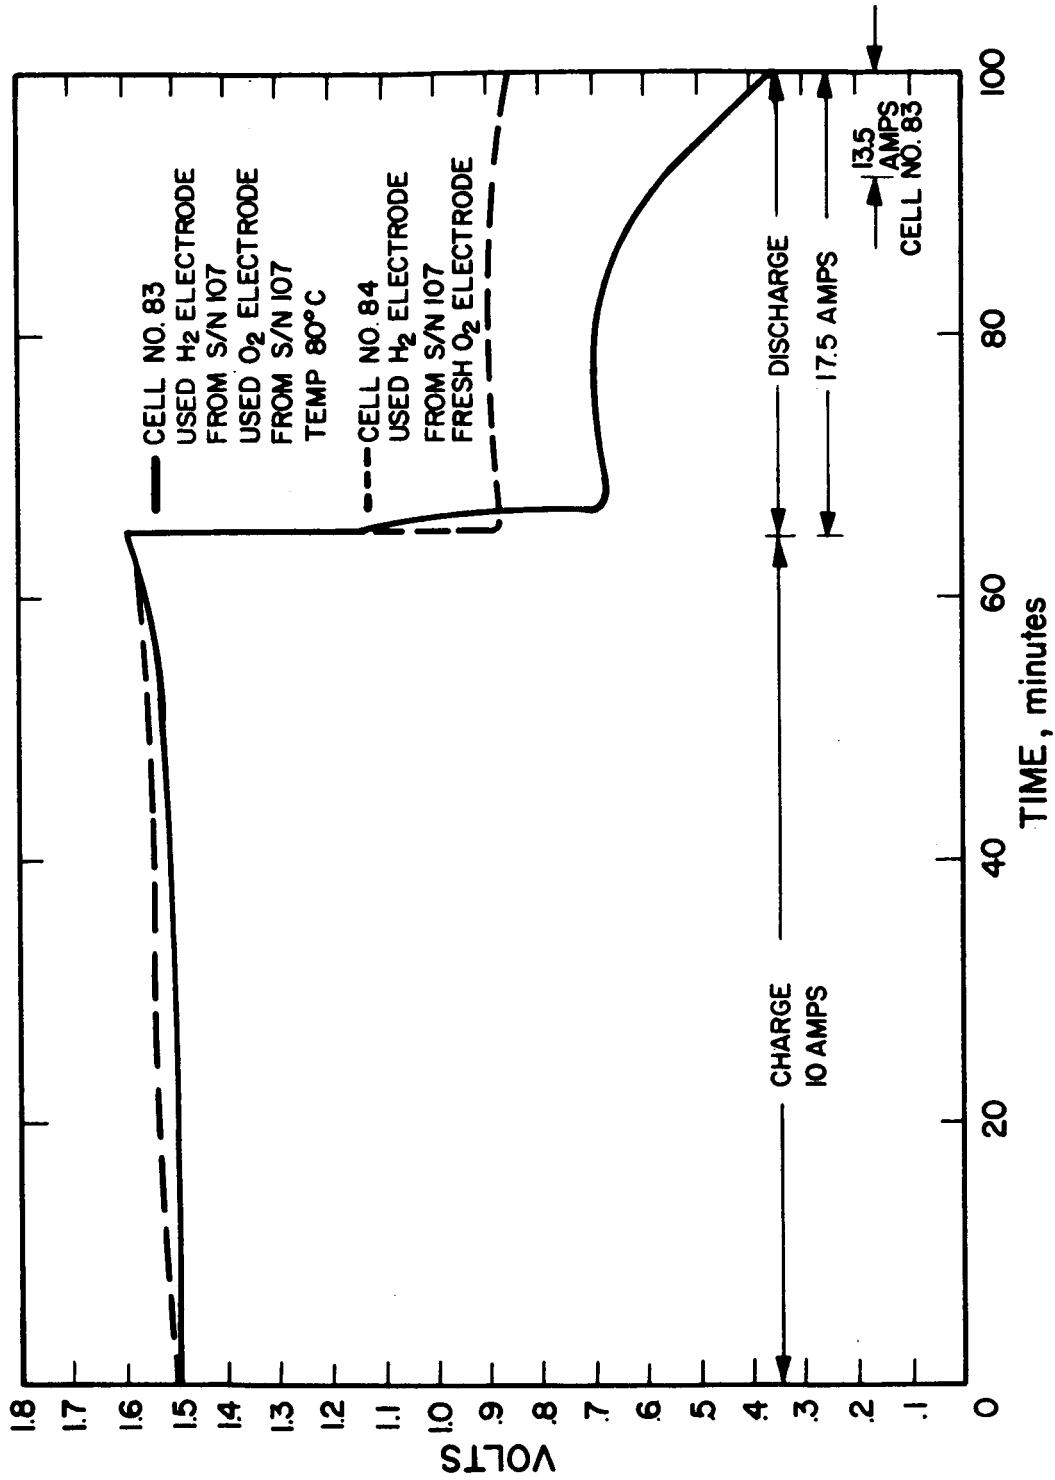 1.8
1.7
1.6
1.5
1.4
1.3
1.2
1.1
1.0
.9
.8
.7
.6
.5
.4
.3
.2
.1
0
VOLTS
CELL NO. 83
USED H2 ELECTRODE
FROM S/N 107
USED O2 ELECTRODE
FROM S/N 107
TEMP 80°C
CELL NO. 84
USED H2 ELECTRODE
FROM S/N 107
FRESH O2 ELECTRODE
CHARGE
10 AMPS
DISCHARGE
17.5 AMPS
13.5
AMPS
CELL NO. 83
20
40
60
80
100
TIME, minutes